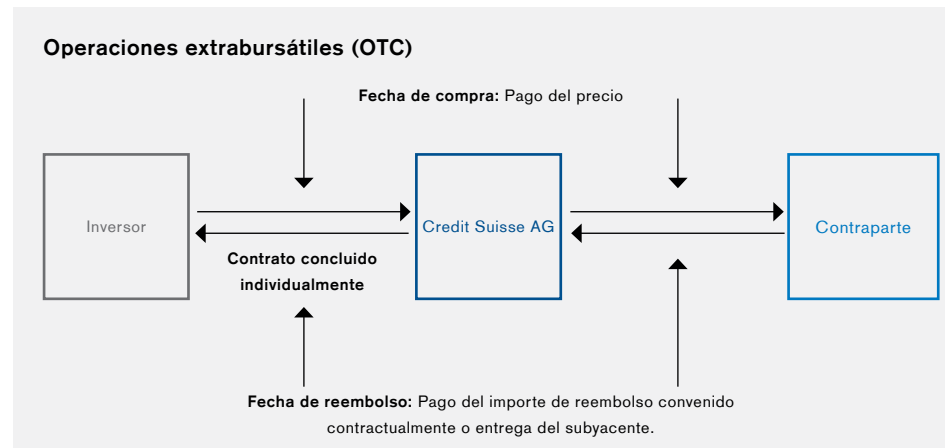 Operaciones extrabursátiles (OTC)
Fecha de compra: Pago del precio
Inversor
Credit Suisse AG
Contraparte
Contrato concluido
individualmente
Fecha de reembolso: Pago del importe de reembolso convenido
contractualmente o entrega del subyacente.